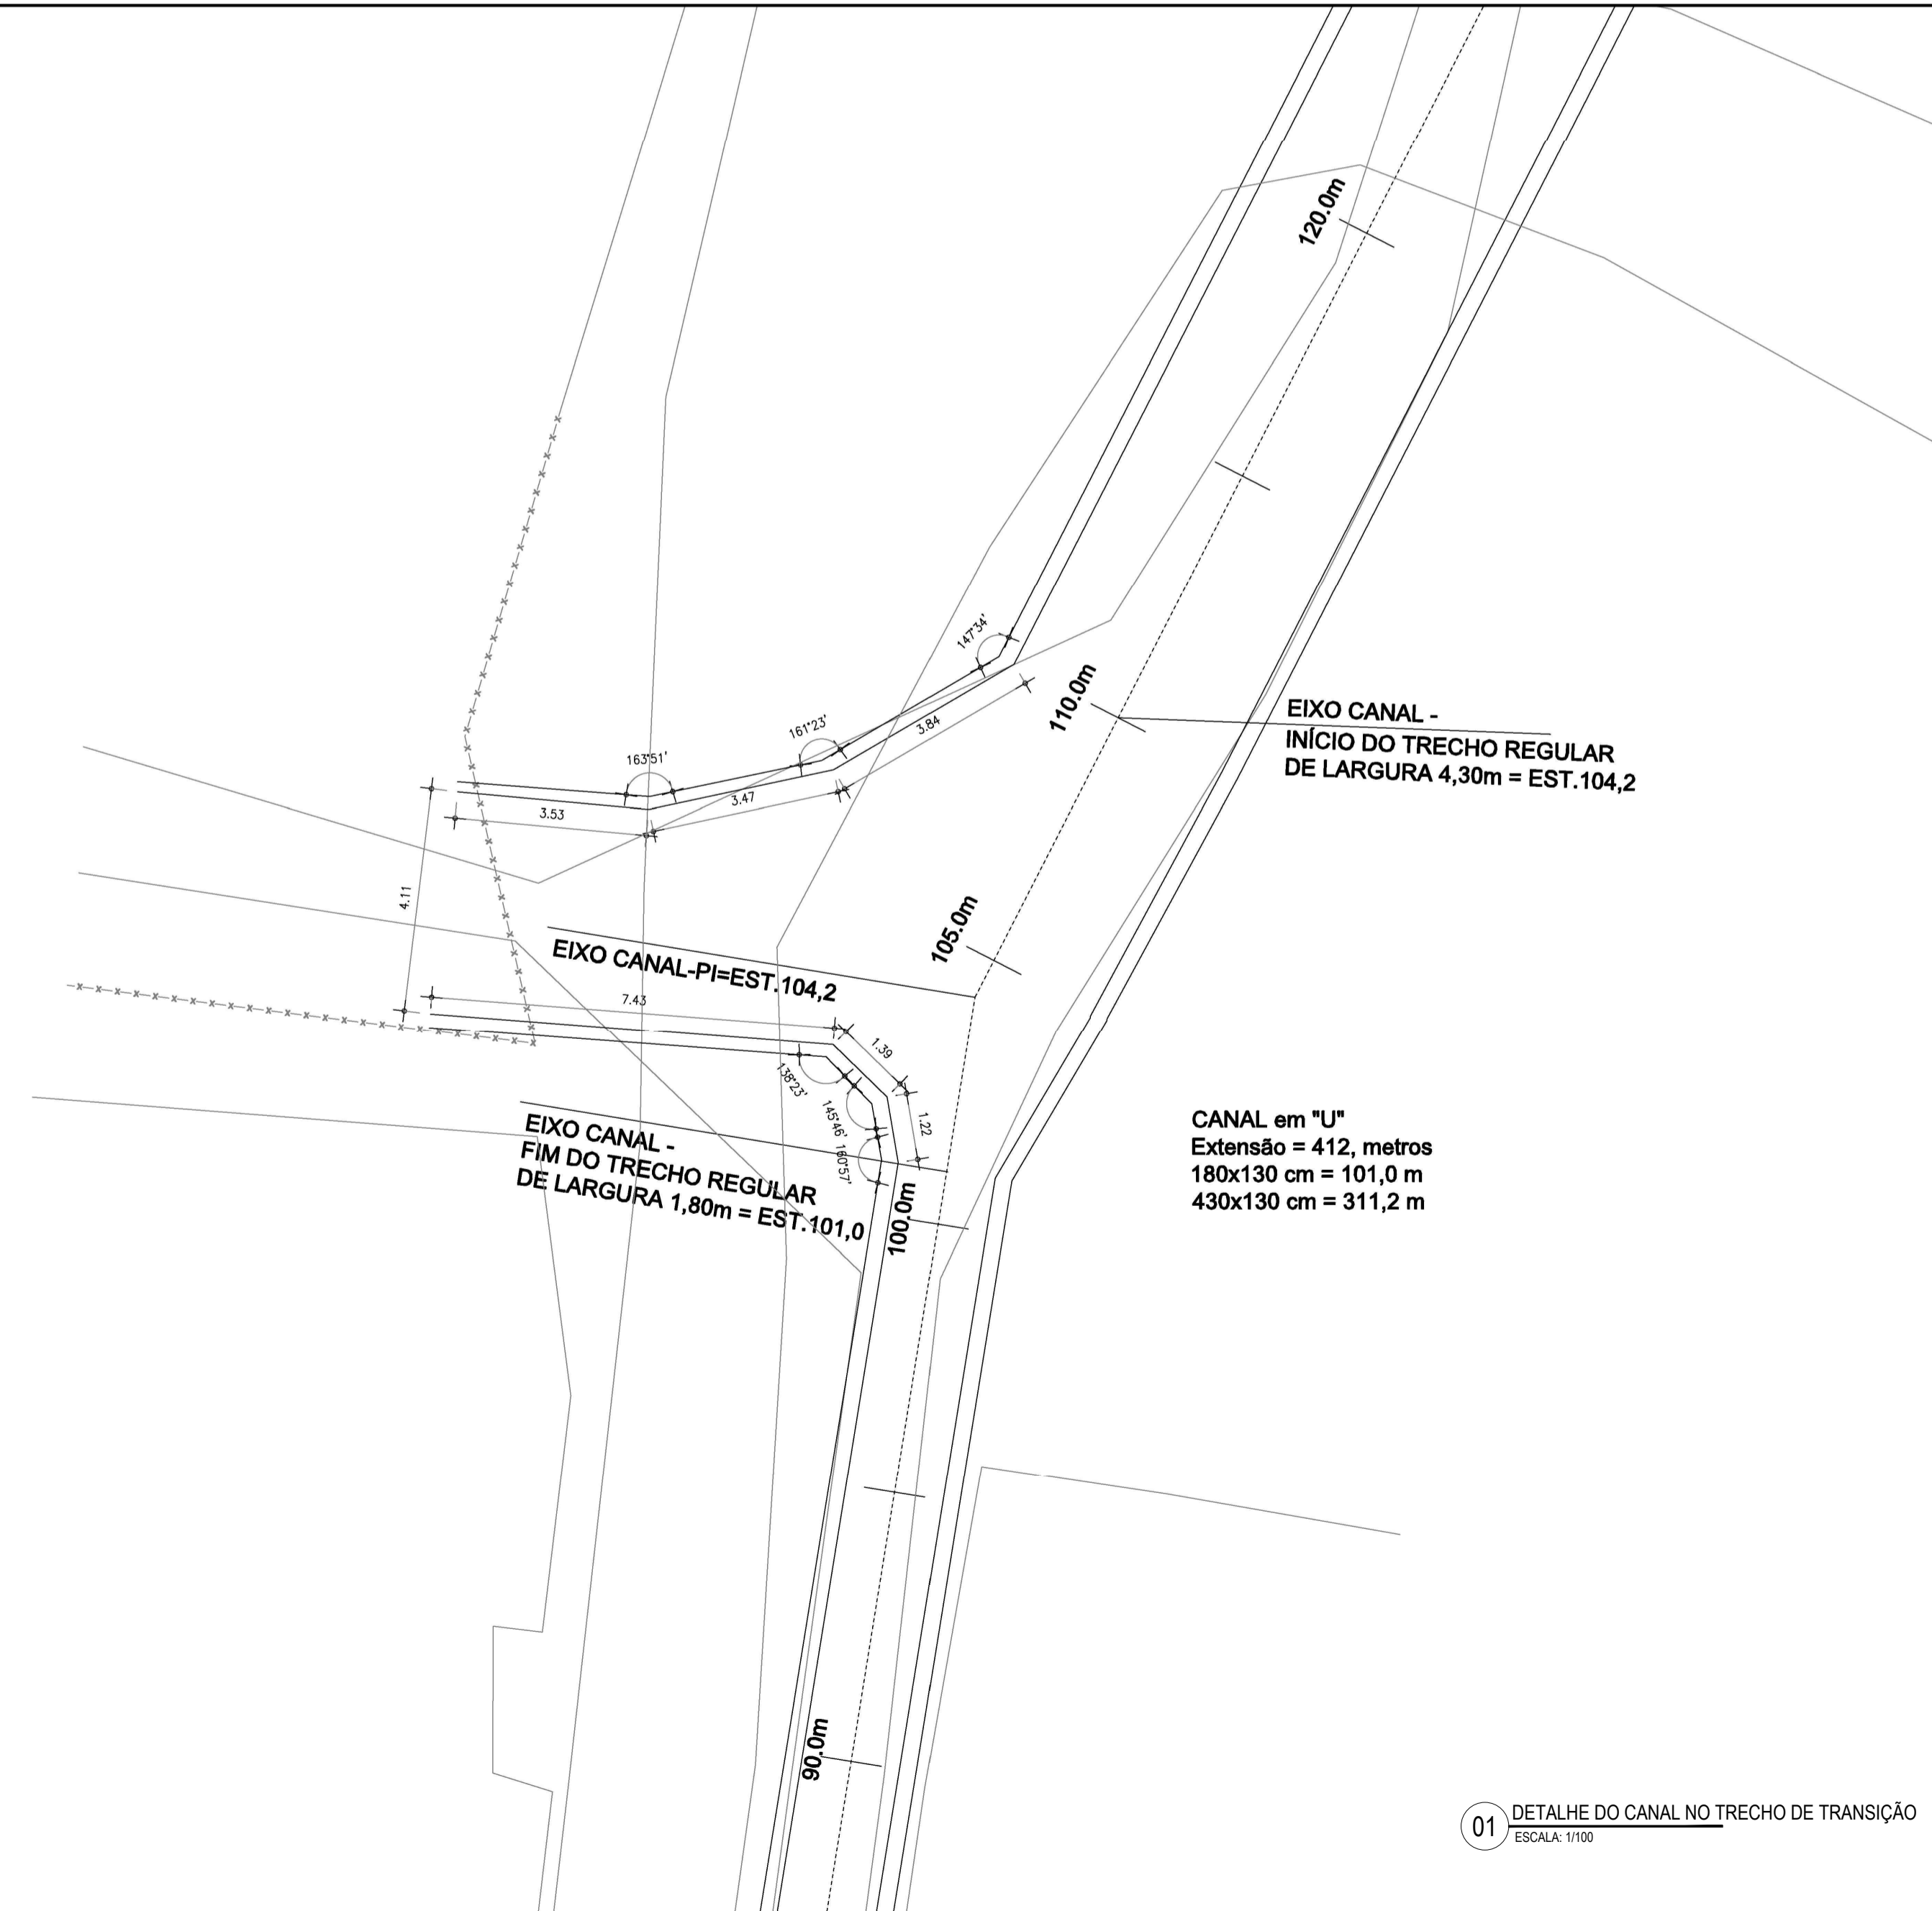 120.0m
147°34'
161°23'
163°51'
110.0m
3.84
EIXO CANAL -
INÍCIO DO TRECHO REGULAR
DE LARGURA 4,30m = EST.104,2
3.47
3.53
4.11
105.0m
EIXO CANAL-PI=EST.104,2
7.43
1.39
138°23'
145°46'
1.22
160°57'
EIXO CANAL -
FIM DO TRECHO REGULAR
DE LARGURA 1,80m = EST.101,0
100.0m
CANAL em "U"
Extensão = 412, metros
180x130 cm = 101,0 m
430x130 cm = 311,2 m
90.0m
01
DETALHE DO CANAL NO TRECHO DE TRANSIÇÃO
ESCALA: 1/100